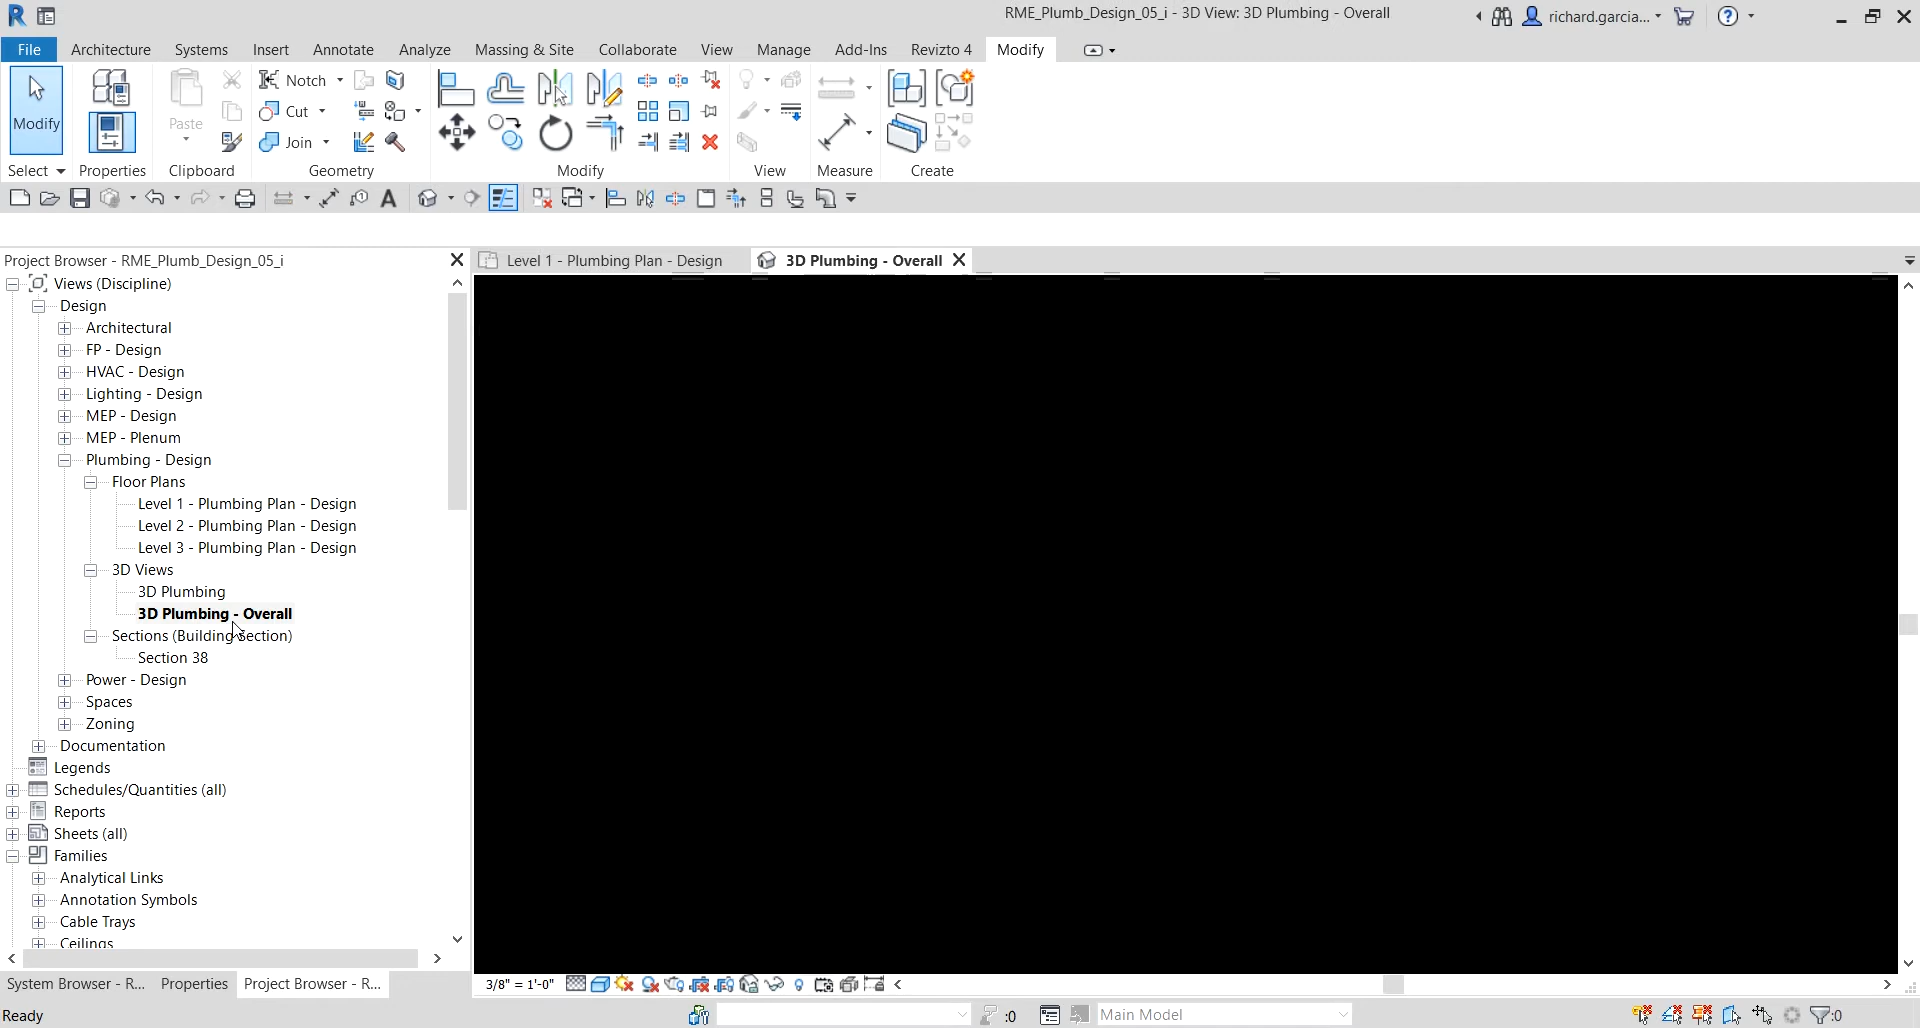 RME_Plumb_Design_05_i - 3D View: 3D Plumbing - Overall
richard.garcia...
File Architecture Systems Insert Annotate Analyze Massing & Site Collaborate View Manage Add-Ins Revizto 4 Modify
Modify
Paste
Notch
Cut
Join
Select Properties Clipboard Geometry Modify View Measure Create
Project Browser - RME_Plumb_Design_05_i
Level 1 - Plumbing Plan - Design
3D Plumbing - Overall
Views (Discipline)
Design
Architectural
FP - Design
HVAC - Design
Lighting - Design
MEP - Design
MEP - Plenum
Plumbing - Design
Floor Plans
Level 1 - Plumbing Plan - Design
Level 2 - Plumbing Plan - Design
Level 3 - Plumbing Plan - Design
3D Views
3D Plumbing
3D Plumbing - Overall
Sections (Building Section)
Section 38
Power - Design
Spaces
Zoning
Documentation
Legends
Schedules/Quantities (all)
Reports
Sheets (all)
Families
Analytical Links
Annotation Symbols
Cable Trays
Ceilings
System Browser - R... Properties Project Browser - R...
3/8" = 1'-0"
Ready
:0
Main Model
:0